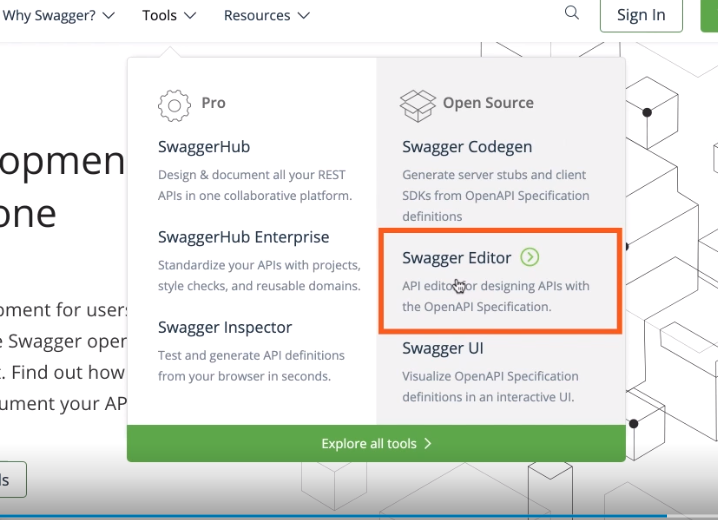 Why Swagger? Tools Resources Sign In
Pro
SwaggerHub
Design & document all your REST
APIs in one collaborative platform.
SwaggerHub Enterprise
Standardize your APIs with projects,
style checks, and reusable domains.
Swagger Inspector
Test and generate API definitions
from your browser in seconds.
Open Source
Swagger Codegen
Generate server stubs and client
SDKs from OpenAPI Specification
definitions
Swagger Editor
API editor for designing APIs with
the OpenAPI Specification.
Swagger UI
Visualize OpenAPI Specification
definitions in an interactive UI.
Explore all tools
opmen
one
pment for users
e Swagger open
t. Find out how
ument your AP
ls